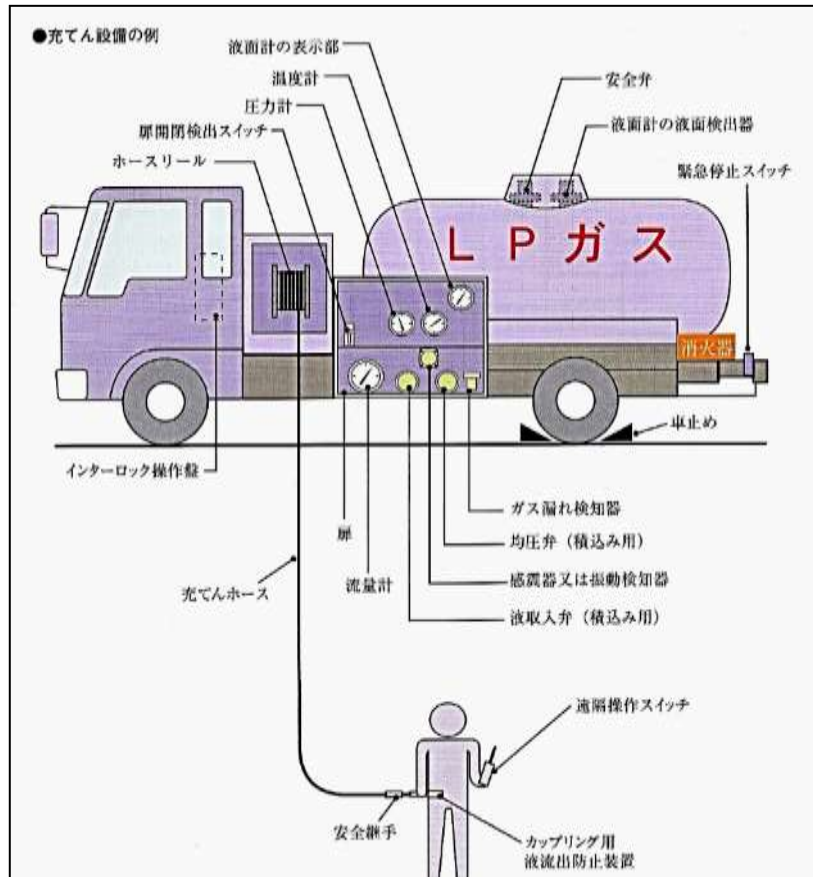 ●充てん設備の例
液面計の表示部
温度計
圧力計
扉開閉検出スイッチ
ホースリール
安全弁
液面計の液面検出器
緊急停止スイッチ
LPガス
消火器
車止め
インターロック操作盤
ガス漏れ検知器
扉
均圧弁(積込み用)
流量計
感震器又は振動検知器
充てんホース
液取入弁(積込み用)
遠隔操作スイッチ
安全継手
カップリング用
液流出防止装置